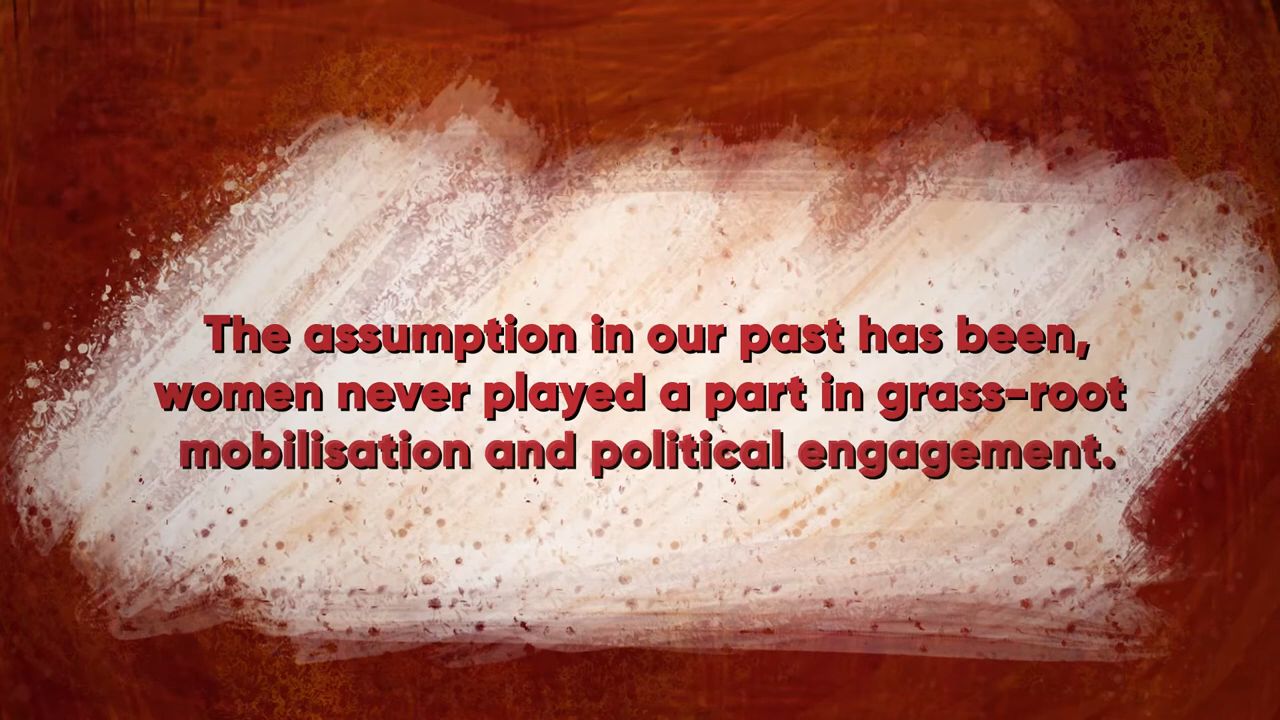 The assumption in our past has been,
women never played a part in grass-root
mobilisation and political engagement.